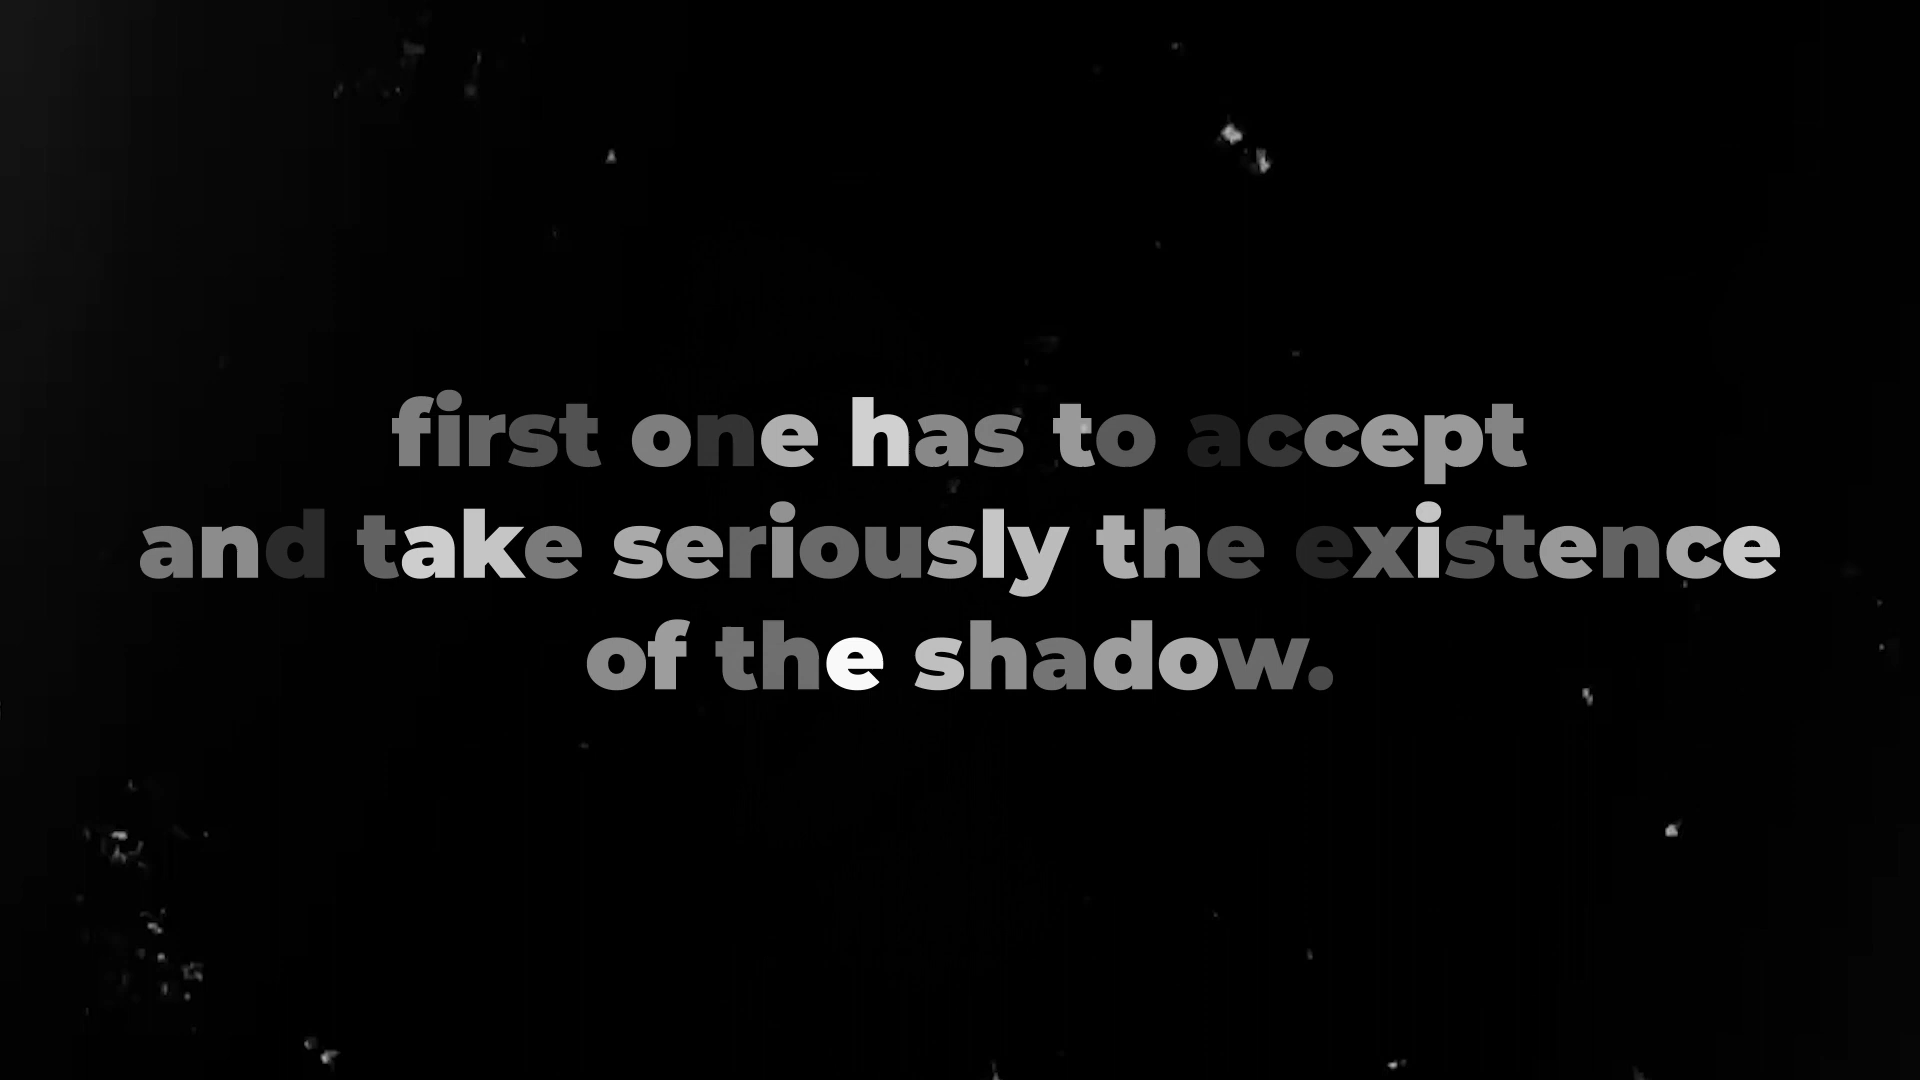 first one has to accept
and take seriously the existence
of the shadow.